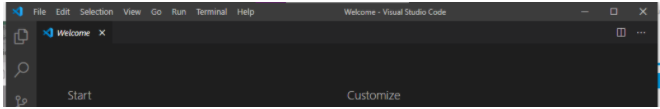 File Edit Selection View Go Run Terminal Help Welcome - Visual Studio Code
Welcome
Start Customize